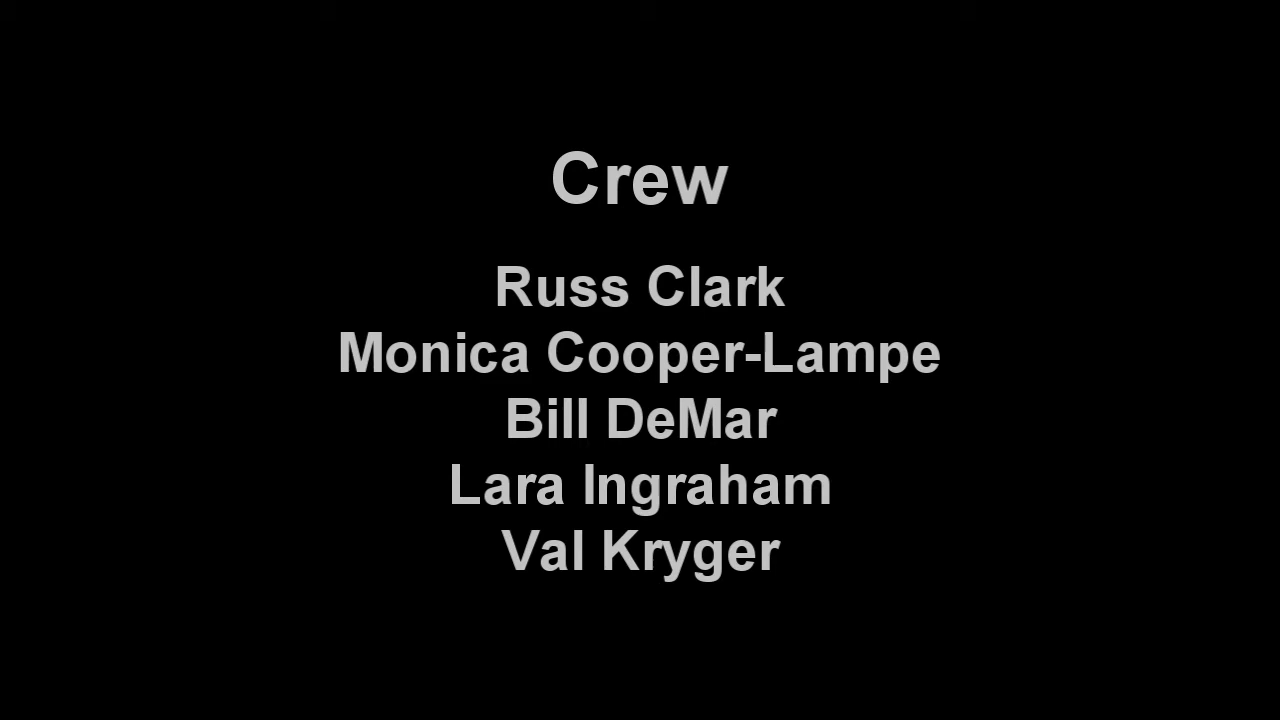 Crew
Russ Clark
Monica Cooper-Lampe
Bill DeMar
Lara Ingraham
Val Kryger